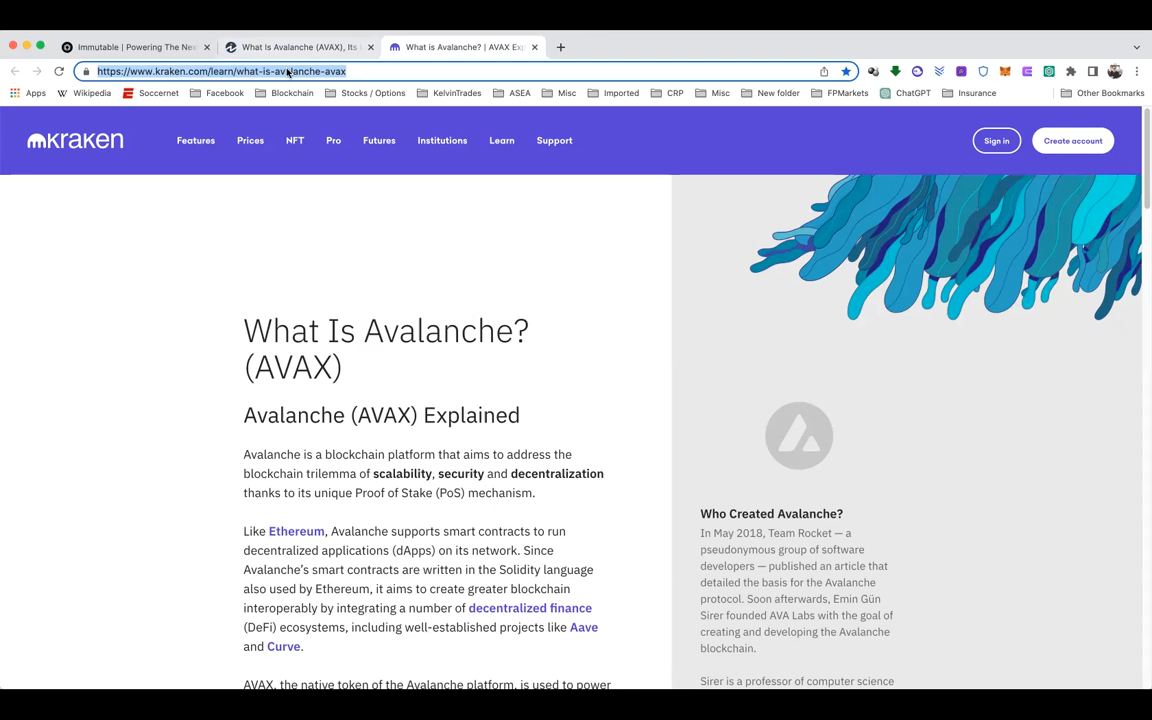 Immutable | Powering The Nex
What Is Avalanche (AVAX), Its
What is Avalanche? | AVAX Exp
https://www.kraken.com/learn/what-is-avalanche-avax
Apps Wikipedia Soccernet Facebook Blockchain Stocks / Options KelvinTrades ASEA Misc Imported CRP Misc New folder FPMarkets ChatGPT Insurance Other Bookmarks
kraken
Features Prices NFT Pro Futures Institutions Learn Support
Sign in Create account
What Is Avalanche?
(AVAX)
Avalanche (AVAX) Explained
Avalanche is a blockchain platform that aims to address the
blockchain trilemma of scalability, security and decentralization
thanks to its unique Proof of Stake (PoS) mechanism.
Like Ethereum, Avalanche supports smart contracts to run
decentralized applications (dApps) on its network. Since
Avalanche’s smart contracts are written in the Solidity language
also used by Ethereum, it aims to create greater blockchain
interoperably by integrating a number of decentralized finance
(DeFi) ecosystems, including well-established projects like Aave
and Curve.
AVAX, the native token of the Avalanche platform, is used to power
Who Created Avalanche?
In May 2018, Team Rocket — a
pseudonymous group of software
developers — published an article that
detailed the basis for the Avalanche
protocol. Soon afterwards, Emin Gün
Sirer founded AVA Labs with the goal of
creating and developing the Avalanche
blockchain.
Sirer is a professor of computer science